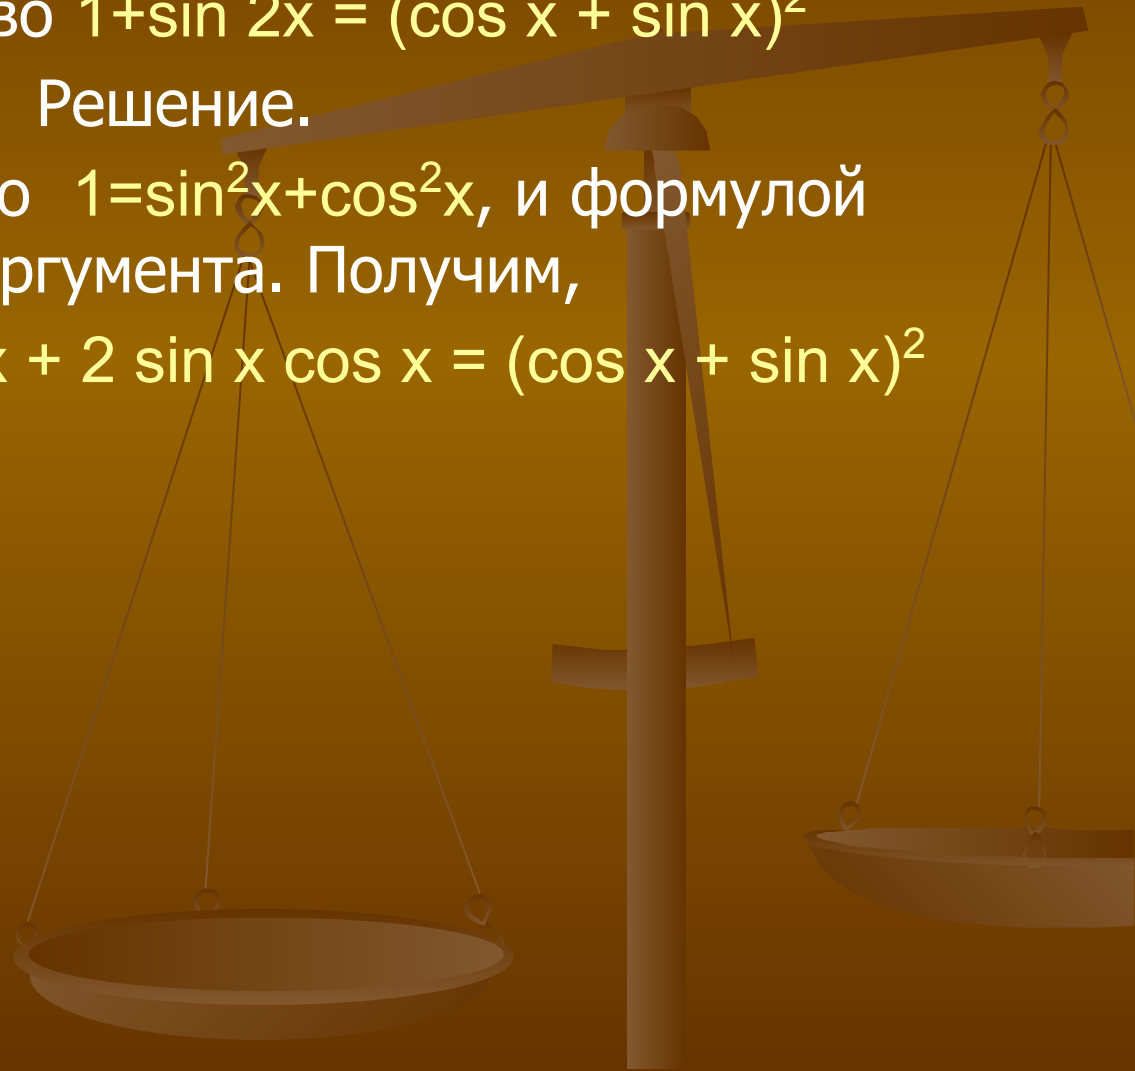 во 1+sin 2x = (cos x + sin x)²
Решение.
о 1=sin²x+cos²x, и формулой
ргумента. Получим,
x + 2 sin x cos x = (cos x + sin x)²